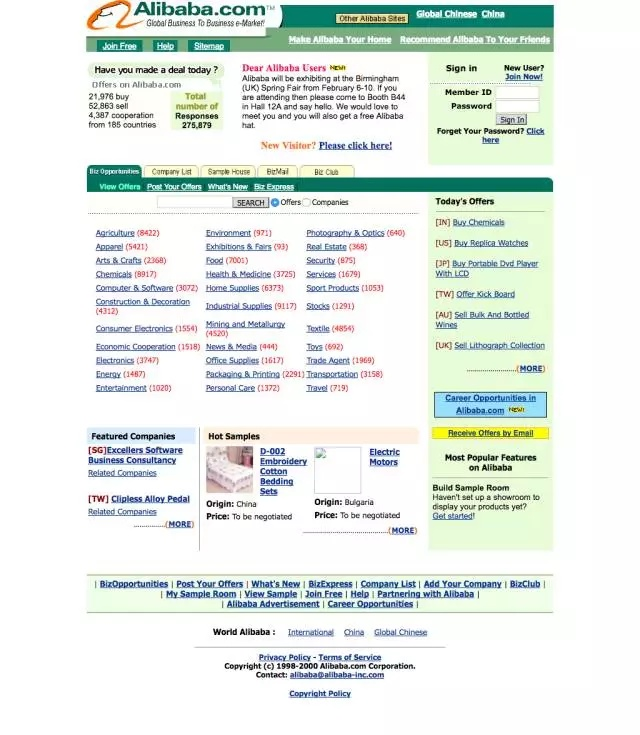 Alibaba.com™
Global Business To Business e-Market!
Other Alibaba Sites Global Chinese China
Make Alibaba Your Home Recommend Alibaba To Your Friends
Join Free Help Sitemap
Have you made a deal today ?
Offers on Alibaba.com
21,976 buy
52,863 sell
4,387 cooperation
from 185 countries
Total
number of
Responses
275,879
Dear Alibaba Users NEW!
Alibaba will be exhibiting at the Birmingham
(UK) Spring Fair from February 6-10. If you
are attending then please come to Booth B44
in Hall 12A and say hello. We would love to
meet you and you will also get a free Alibaba
hat.
New Visitor? Please click here!
Sign in New User?
Join Now!
Member ID
Password
Sign In
Forget Your Password? Click
here
Biz Opportunities Company List Sample House BizMail Biz Club
View Offers Post Your Offers What's New Biz Express
SEARCH Offers Companies
Agriculture (8422) Environment (971) Photography & Optics (640)
Apparel (5421) Exhibitions & Fairs (93) Real Estate (368)
Arts & Crafts (2368) Food (7001) Security (875)
Chemicals (8917) Health & Medicine (3725) Services (1679)
Computer & Software (3072) Home Supplies (6373) Sport Products (1053)
Construction & Decoration
(4312) Industrial Supplies (9117) Stocks (1291)
Consumer Electronics (1554) Mining and Metallurgy
(4520) Textile (4854)
Economic Cooperation (1518) News & Media (444) Toys (692)
Electronics (3747) Office Supplies (1617) Trade Agent (1969)
Energy (1487) Packaging & Printing (2291) Transportation (3158)
Entertainment (1020) Personal Care (1372) Travel (719)
Today's Offers
[IN] Buy Chemicals
[US] Buy Replica Watches
[JP] Buy Portable Dvd Player
With LCD
[TW] Offer Kick Board
[AU] Sell Bulk And Bottled
Wines
[UK] Sell Lithograph Collection
......................(MORE)
Career Opportunities in
Alibaba.com NEW!
Receive Offers by Email
Most Popular Features
on Alibaba
Build Sample Room
Haven't set up a showroom to
display your products yet?
Get started!
Featured Companies
[SG]Excellers Software
Business Consultancy
Related Companies
[TW] Clipless Alloy Pedal
Related Companies
..............(MORE)
Hot Samples
D-002
Embroidery
Cotton
Bedding
Sets
Origin: China
Price: To be negotiated
Electric
Motors
Origin: Bulgaria
Price: To be negotiated
......................................(MORE)
| BizOpportunities | Post Your Offers | What's New | BizExpress | Company List | Add Your Company | BizClub |
| My Sample Room | View Sample | Join Free | Help | Partnering with Alibaba |
| Alibaba Advertisement | Career Opportunities |
World Alibaba : International China Global Chinese
Privacy Policy - Terms of Service
Copyright (c) 1998-2000 Alibaba.com Corporation.
Contact: alibaba@alibaba-inc.com
Copyright Policy